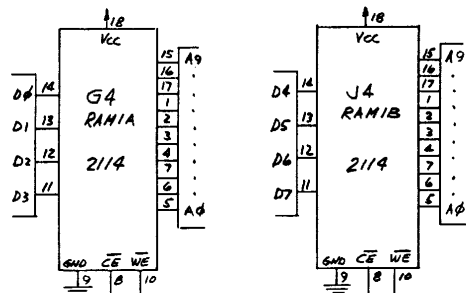 18
Vcc
15 A9
16
17
DØ 14 G4 1
RAM1A 2
D1 13 3
D2 12 2114 4
7
D3 11 6
5 AØ
GND CE WE
9 8 10
18
Vcc
15 A9
16
17
D4 14 J4 1
RAM1B 2
D5 13 3
D6 12 2114 4
7
D7 11 6
5 AØ
GND CE WE
9 8 10